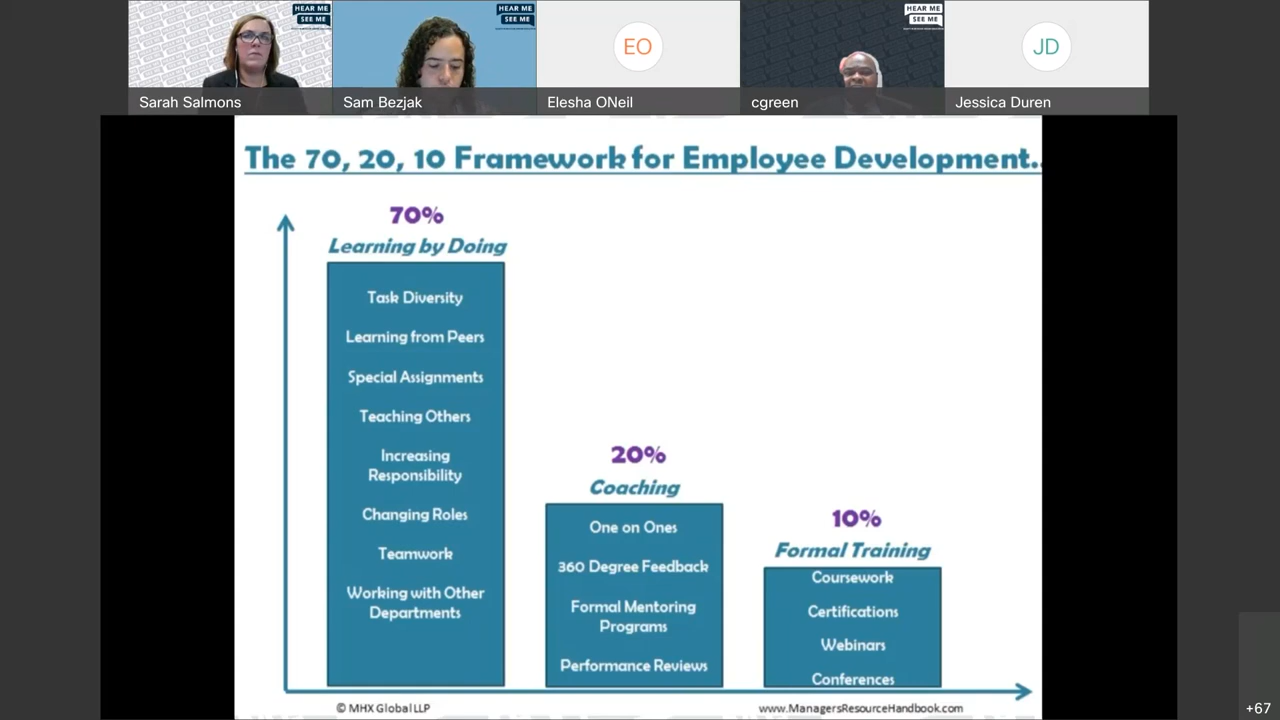 HEAR ME
SEE ME
HEAR ME
SEE ME
EO
HEAR ME
SEE ME
JD
Sarah Salmons
Sam Bezjak
Elesha ONeil
cgreen
Jessica Duren
The 70, 20, 10 Framework for Employee Development..
70%
Learning by Doing
Task Diversity
Learning from Peers
Special Assignments
Teaching Others
Increasing
Responsibility
Changing Roles
Teamwork
Working with Other
Departments
20%
Coaching
One on Ones
360 Degree Feedback
Formal Mentoring
Programs
Performance Reviews
10%
Formal Training
Coursework
Certifications
Webinars
Conferences
© MHX Global LLP
www.ManagersResourceHandbook.com
+67